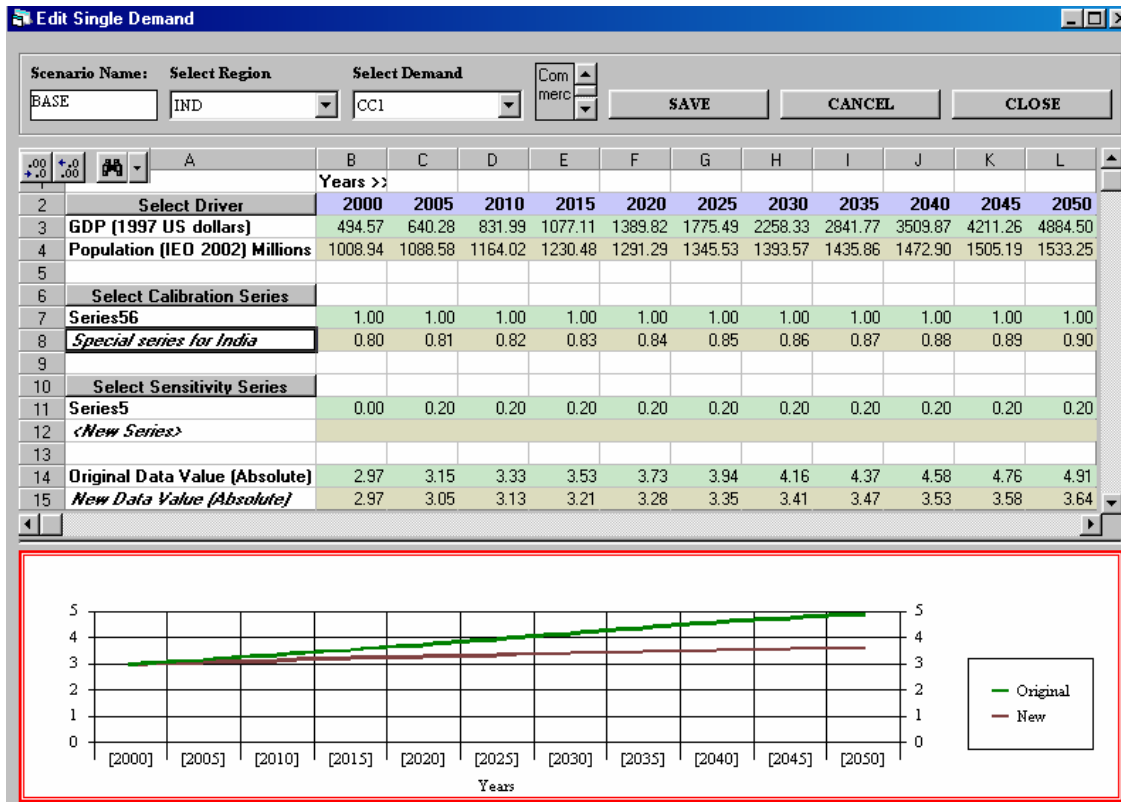 Edit Single Demand
Scenario Name: Select Region Select Demand
BASE IND CC1 Com merc SAVE CANCEL CLOSE
A B C D E F G H I J K L
1 Years >>
2 Select Driver 2000 2005 2010 2015 2020 2025 2030 2035 2040 2045 2050
3 GDP (1997 US dollars) 494.57 640.28 831.99 1077.11 1389.82 1775.49 2258.33 2841.77 3509.87 4211.26 4884.50
4 Population (IEO 2002) Millions 1008.94 1088.58 1164.02 1230.48 1291.29 1345.53 1393.57 1435.86 1472.90 1505.19 1533.25
5
6 Select Calibration Series
7 Series56 1.00 1.00 1.00 1.00 1.00 1.00 1.00 1.00 1.00 1.00 1.00
8 Special series for India 0.80 0.81 0.82 0.83 0.84 0.85 0.86 0.87 0.88 0.89 0.90
9
10 Select Sensitivity Series
11 Series5 0.00 0.20 0.20 0.20 0.20 0.20 0.20 0.20 0.20 0.20 0.20
12 <New Series>
13
14 Original Data Value (Absolute) 2.97 3.15 3.33 3.53 3.73 3.94 4.16 4.37 4.58 4.76 4.91
15 New Data Value (Absolute) 2.97 3.05 3.13 3.21 3.28 3.35 3.41 3.47 3.53 3.58 3.64
5 5
4 4
3 3
2 2
1 1
0 0
Original
New
[2000] [2005] [2010] [2015] [2020] [2025] [2030] [2035] [2040] [2045] [2050]
Years